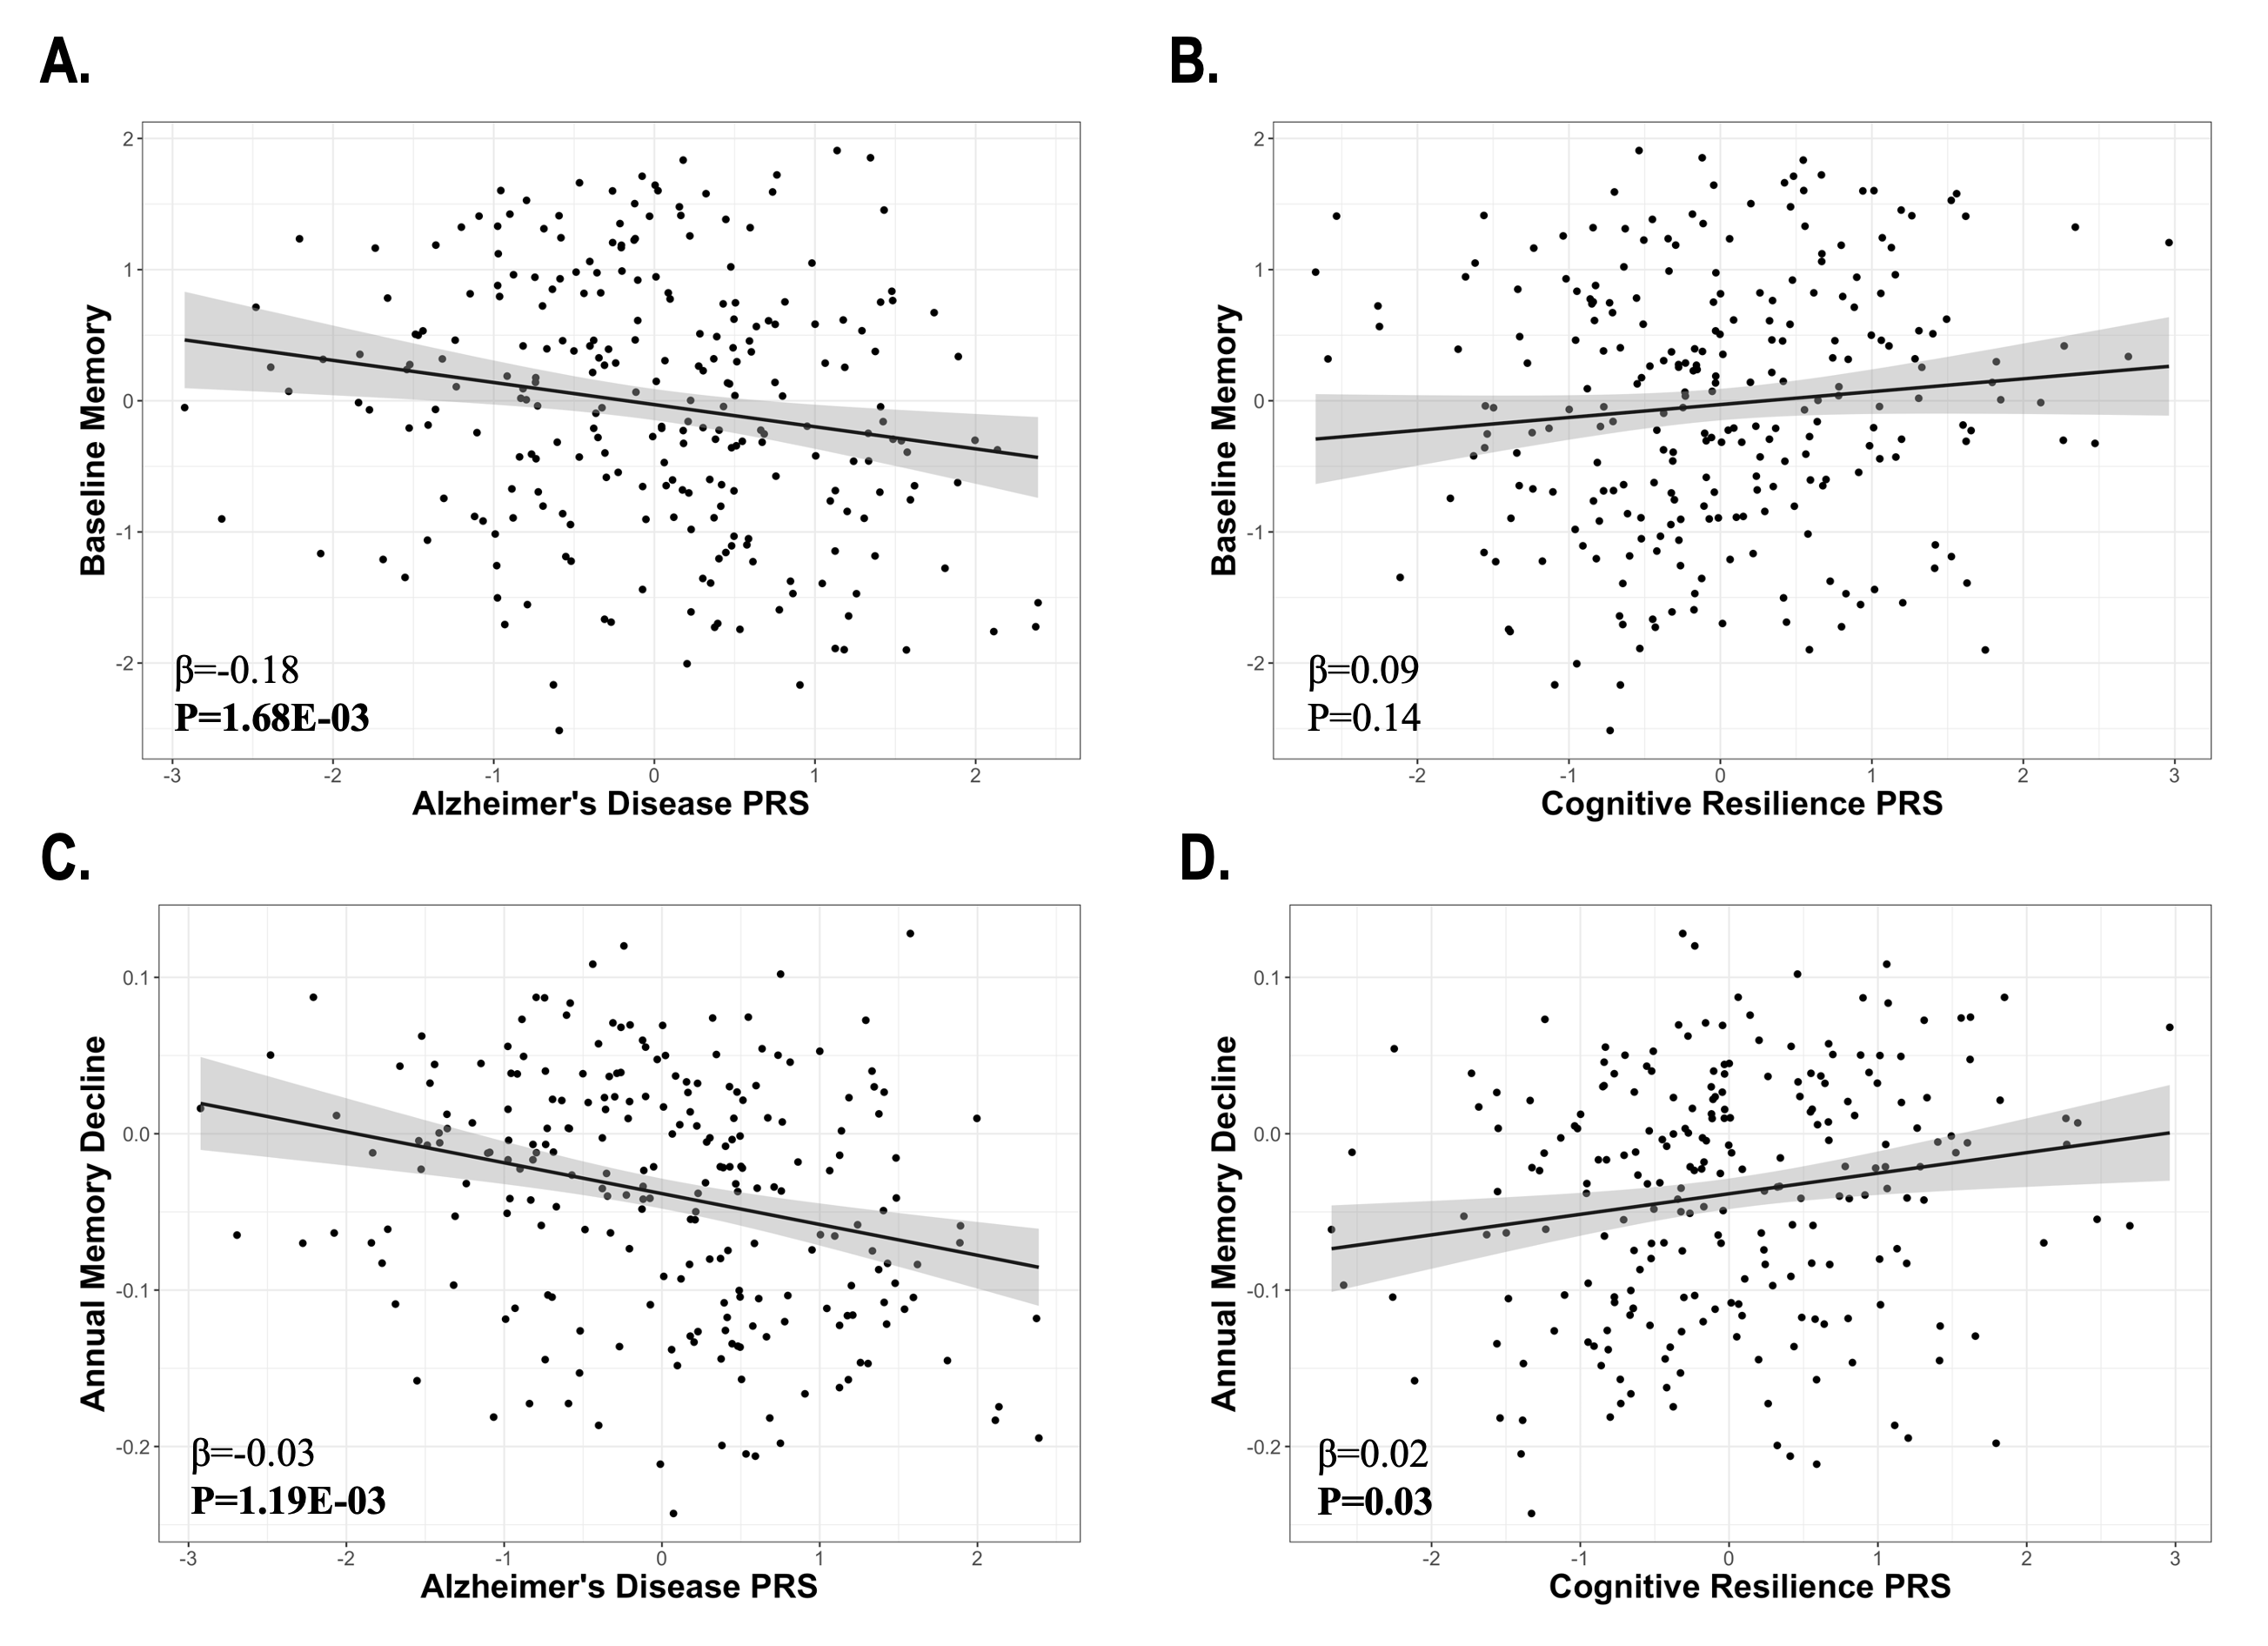 A.
Baseline Memory
2
1
0
-1
-2
β=-0.18
P=1.68E-03
-3 -2 -1 0 1 2
Alzheimer's Disease PRS
B.
Baseline Memory
2
1
0
-1
-2
β=0.09
P=0.14
-2 -1 0 1 2 3
Cognitive Resilience PRS
C.
Annual Memory Decline
0.1
0.0
-0.1
-0.2
β=-0.03
P=1.19E-03
-3 -2 -1 0 1 2
Alzheimer's Disease PRS
D.
Annual Memory Decline
0.1
0.0
-0.1
-0.2
β=0.02
P=0.03
-2 -1 0 1 2 3
Cognitive Resilience PRS